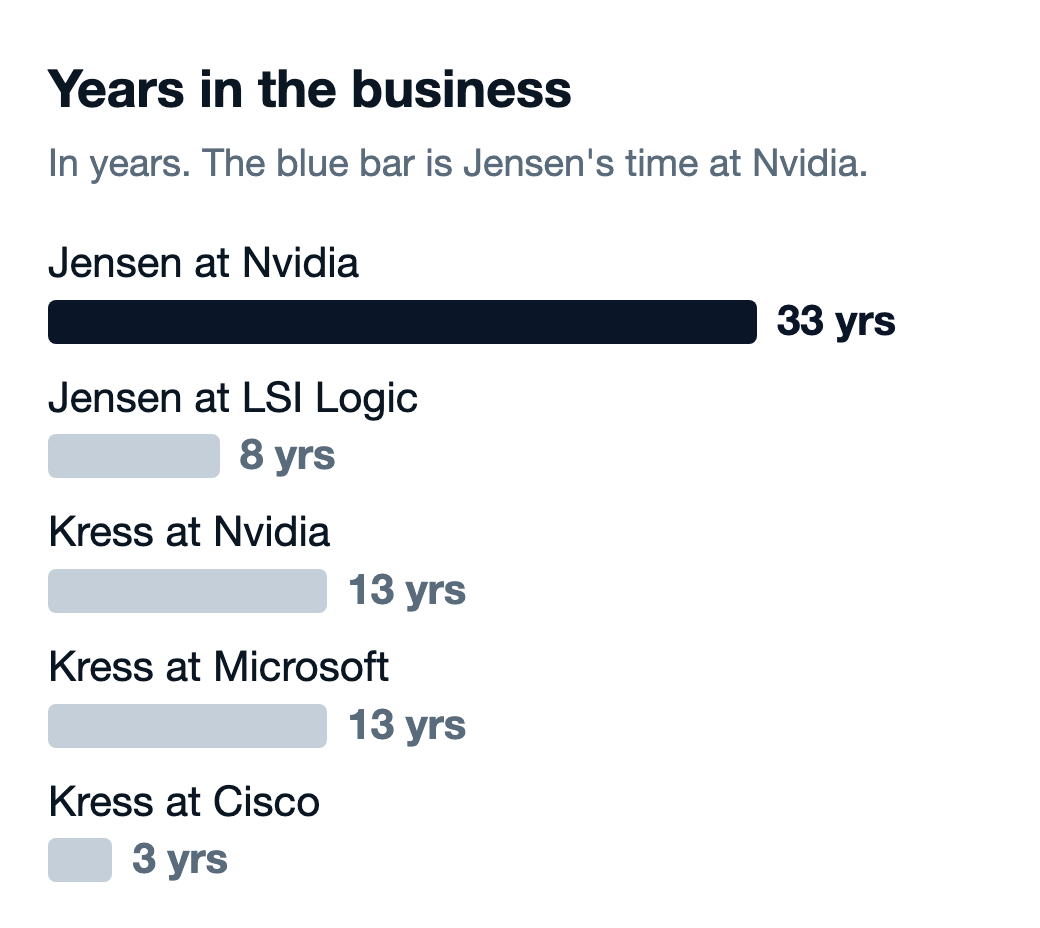 Years in the business
In years. The blue bar is Jensen's time at Nvidia.
Jensen at Nvidia
33 yrs
Jensen at LSI Logic
8 yrs
Kress at Nvidia
13 yrs
Kress at Microsoft
13 yrs
Kress at Cisco
3 yrs